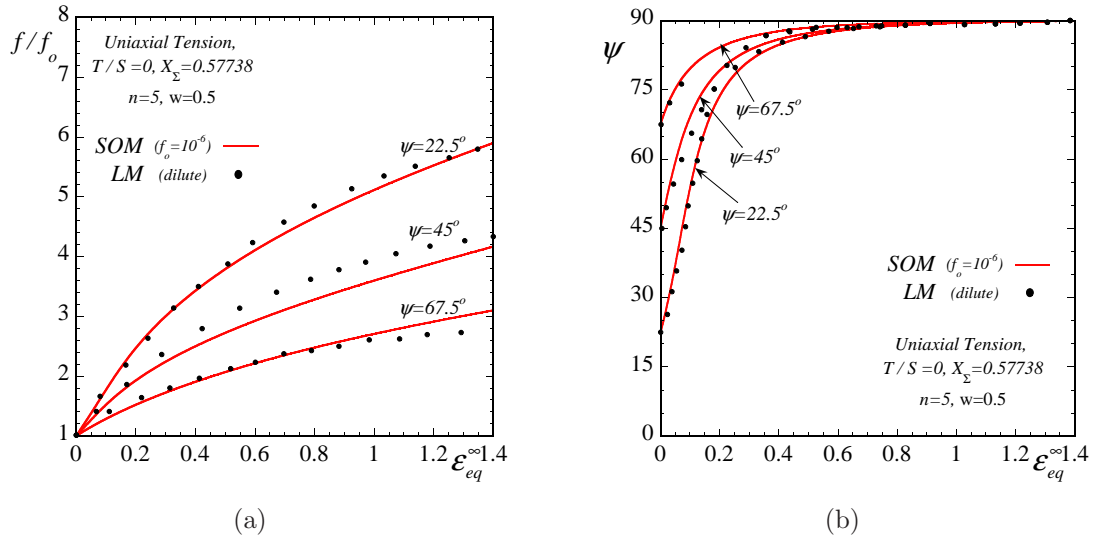 f/f_o
8
7
6
5
4
3
2
1
Uniaxial Tension,
T / S =0, X_Σ=0.57738
n=5, w=0.5
SOM (f_o=10^-6)
LM (dilute)
ψ=22.5^o
ψ=45^o
ψ=67.5^o
0 0.2 0.4 0.6 0.8 1 1.2 1.4
ε_eq^∞
(a)
ψ
90
75
60
45
30
15
0
ψ=67.5^o
ψ=45^o
ψ=22.5^o
SOM (f_o=10^-6)
LM (dilute)
Uniaxial Tension,
T / S =0, X_Σ=0.57738
n=5, w=0.5
0 0.2 0.4 0.6 0.8 1 1.2 1.4
ε_eq^∞
(b)